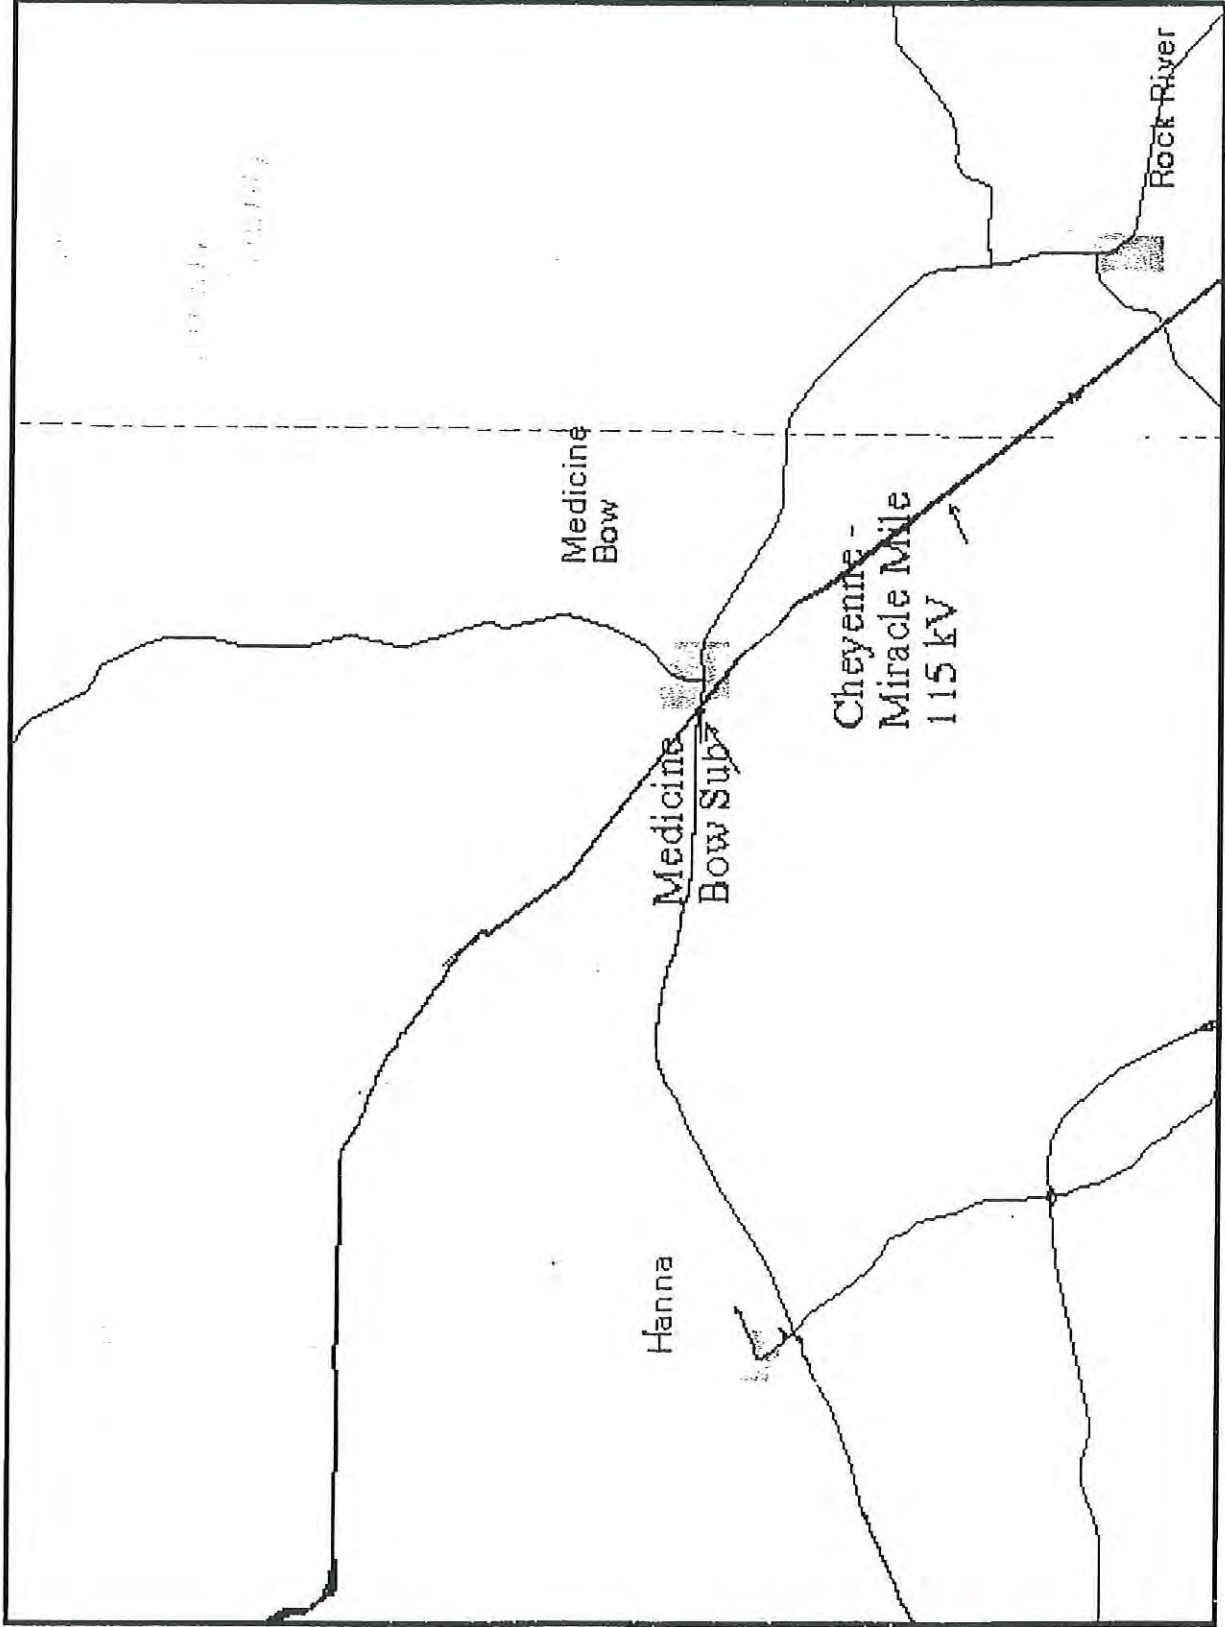 Rock River
Medicine
Bow
Cheyenne -
Miracle Mile
115 kV
Medicine
Bow Sub
Hanna